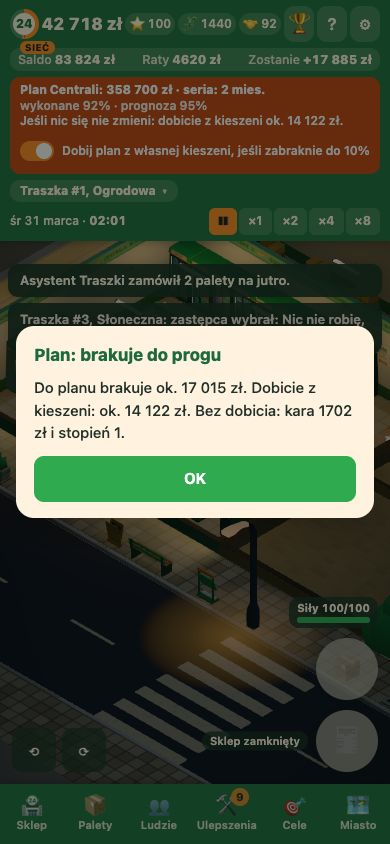 24 42 718 zł 100 1440 92 ?
SIEĆ
Saldo 83 824 zł Raty 4620 zł Zostanie +17 885 zł
Plan Centrali: 358 700 zł · seria: 2 mies.
wykonane 92% · prognoza 95%
Jeśli nic się nie zmieni: dobicie z kieszeni ok. 14 122 zł.
Dobij plan z własnej kieszeni, jeśli zabraknie do 10%
Traszka #1, Ogrodowa
śr 31 marca · 02:01 ×1 ×2 ×4 ×8
Asystent Traszki zamówił 2 palety na jutro.
Traszka #3, Słoneczna: zastępca wybrał: Nic nie robię,
Plan: brakuje do progu
Do planu brakuje ok. 17 015 zł. Dobicie z
kieszeni: ok. 14 122 zł. Bez dobicia: kara 1702
zł i stopień 1.
OK
Siły 100/100
Sklep zamknięty
9
Sklep Palety Ludzie Ulepszenia Cele Miasto